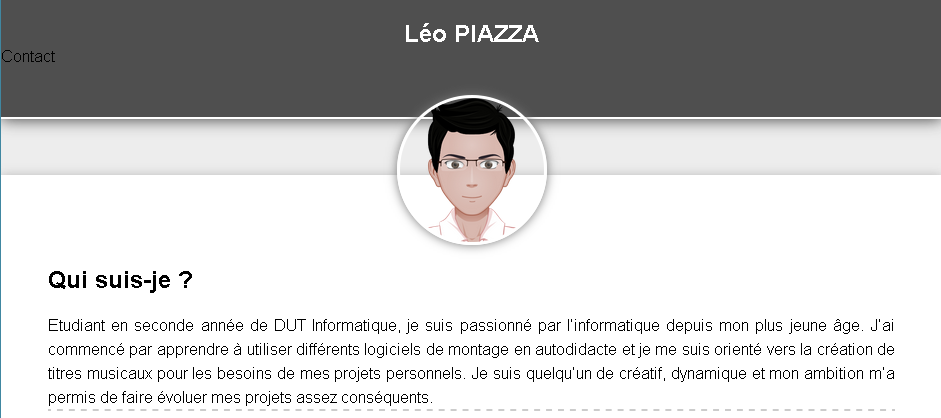 Léo PIAZZA
Contact
Qui suis-je ?
Etudiant en seconde année de DUT Informatique, je suis passionné par l'informatique depuis mon plus jeune âge. J'ai
commencé par apprendre à utiliser différents logiciels de montage en autodidacte et je me suis orienté vers la création de
titres musicaux pour les besoins de mes projets personnels. Je suis quelqu'un de créatif, dynamique et mon ambition m'a
permis de faire évoluer mes projets assez conséquents.